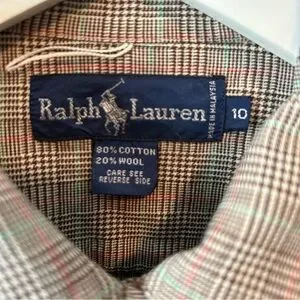 Ralph Lauren
MADE IN MALAYSIA
10
80% COTTON
20% WOOL
CARE SEE
REVERSE SIDE